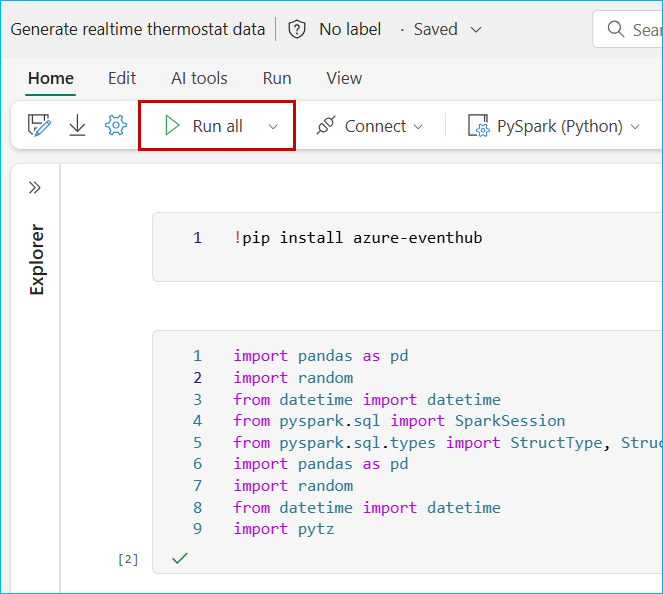 Generate realtime thermostat data No label · Saved
Home Edit AI tools Run View
Run all Connect PySpark (Python)
Explorer
1 !pip install azure-eventhub
1 import pandas as pd
2 import random
3 from datetime import datetime
4 from pyspark.sql import SparkSession
5 from pyspark.sql.types import StructType,
6 import pandas as pd
7 import random
8 from datetime import datetime
9 import pytz
[2]